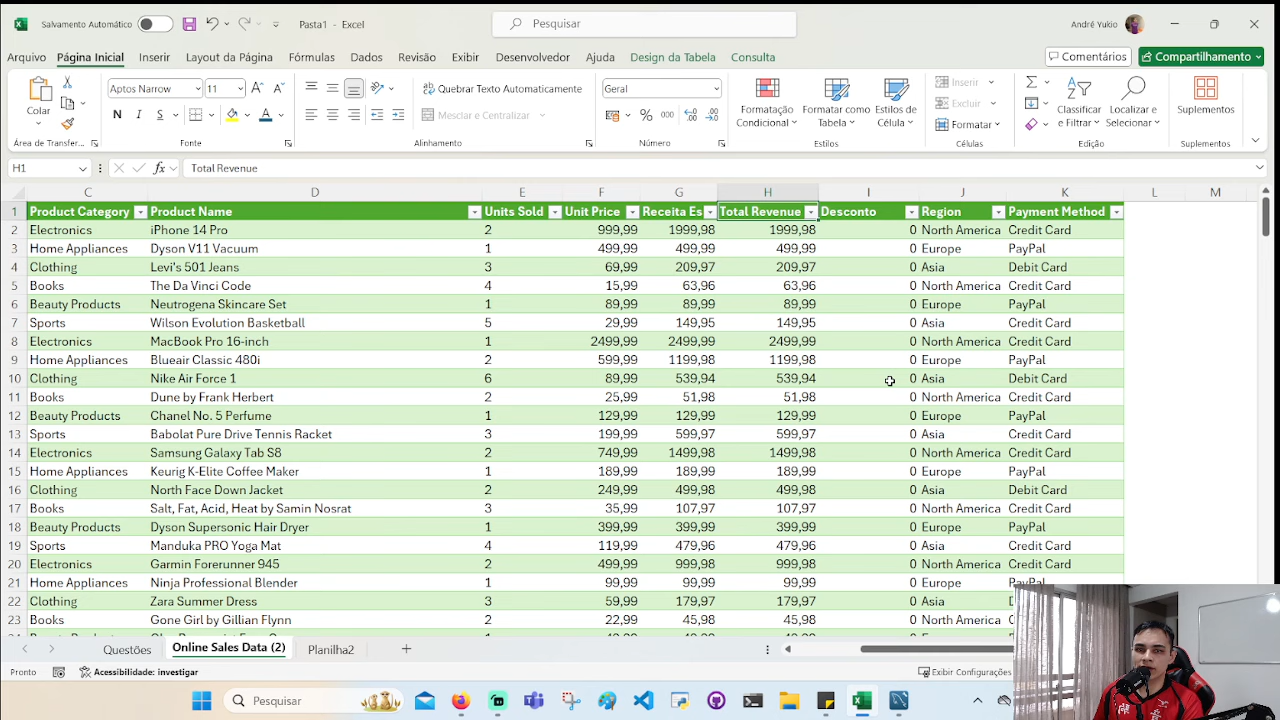 Salvamento Automático Pasta1 - Excel Pesquisar André Yukio
Arquivo Página Inicial Inserir Layout da Página Fórmulas Dados Revisão Exibir Desenvolvedor Ajuda Design da Tabela Consulta Comentários Compartilhamento
Colar Aptos Narrow 11 Quebrar Texto Automaticamente Geral Formatação Condicional Formatar como Tabela Estilos de Célula Inserir Classificar e Filtrar Localizar e Selecionar Suplementos
N I S Mesclar e Centralizar % 000 Excluir
Formatar
Área de Transfer... Fonte Alinhamento Número Estilos Células Edição Suplementos
H1 fx Total Revenue
C D E F G H I J K L M
1 Product Category Product Name Units Sold Unit Price Receita Es Total Revenue Desconto Region Payment Method
2 Electronics iPhone 14 Pro 2 999,99 1999,98 1999,98 0 North America Credit Card
3 Home Appliances Dyson V11 Vacuum 1 499,99 499,99 499,99 0 Europe PayPal
4 Clothing Levi's 501 Jeans 3 69,99 209,97 209,97 0 Asia Debit Card
5 Books The Da Vinci Code 4 15,99 63,96 63,96 0 North America Credit Card
6 Beauty Products Neutrogena Skincare Set 1 89,99 89,99 89,99 0 Europe PayPal
7 Sports Wilson Evolution Basketball 5 29,99 149,95 149,95 0 Asia Credit Card
8 Electronics MacBook Pro 16-inch 1 2499,99 2499,99 2499,99 0 North America Credit Card
9 Home Appliances Blueair Classic 480i 2 599,99 1199,98 1199,98 0 Europe PayPal
10 Clothing Nike Air Force 1 6 89,99 539,94 539,94 0 Asia Debit Card
11 Books Dune by Frank Herbert 2 25,99 51,98 51,98 0 North America Credit Card
12 Beauty Products Chanel No. 5 Perfume 1 129,99 129,99 129,99 0 Europe PayPal
13 Sports Babolat Pure Drive Tennis Racket 3 199,99 599,97 599,97 0 Asia Credit Card
14 Electronics Samsung Galaxy Tab S8 2 749,99 1499,98 1499,98 0 North America Credit Card
15 Home Appliances Keurig K-Elite Coffee Maker 1 189,99 189,99 189,99 0 Europe PayPal
16 Clothing North Face Down Jacket 2 249,99 499,98 499,98 0 Asia Debit Card
17 Books Salt, Fat, Acid, Heat by Samin Nosrat 3 35,99 107,97 107,97 0 North America Credit Card
18 Beauty Products Dyson Supersonic Hair Dryer 1 399,99 399,99 399,99 0 Europe PayPal
19 Sports Manduka PRO Yoga Mat 4 119,99 479,96 479,96 0 Asia Credit Card
20 Electronics Garmin Forerunner 945 2 499,99 999,98 999,98 0 North America Credit Card
21 Home Appliances Ninja Professional Blender 1 99,99 99,99 99,99 0 Europe PayPal
22 Clothing Zara Summer Dress 3 59,99 179,97 179,97 0 Asia
23 Books Gone Girl by Gillian Flynn 2 22,99 45,98 45,98 0 North America
Questões Online Sales Data (2) Planilha2
Pronto Acessibilidade: investigar Exibir Configurações
Pesquisar